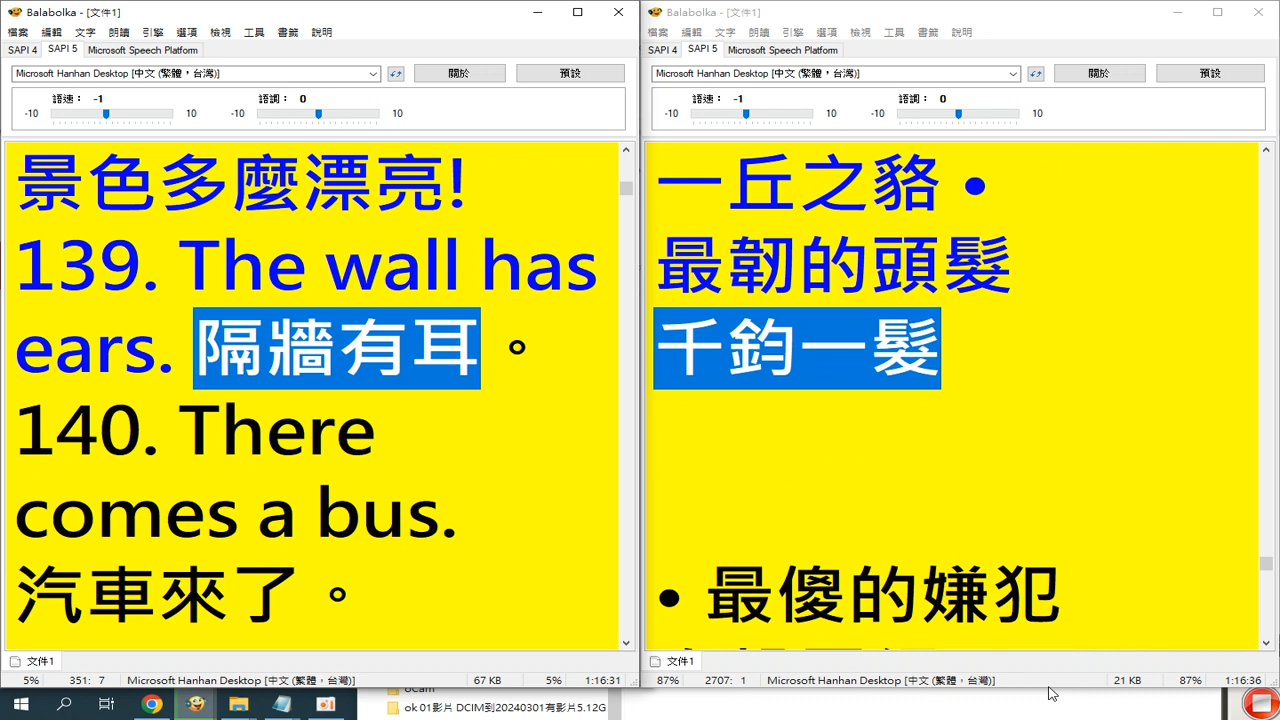 Balabolka - [文件1]
檔案 編輯 文字 朗讀 引擎 選項 檢視 工具 書籤 說明
SAPI 4 SAPI 5 Microsoft Speech Platform
Microsoft Hanhan Desktop [中文 (繁體，台灣)] 關於 預設
語速： -1 語調： 0
-10 10 -10 10
景色多麼漂亮!
139. The wall has
ears. 隔牆有耳。
140. There
comes a bus.
汽車來了。
文件1
5% 351: 7 Microsoft Hanhan Desktop [中文 (繁體，台灣)] 67 KB 5% 1:16:31
Balabolka - [文件1]
檔案 編輯 文字 朗讀 引擎 選項 檢視 工具 書籤 說明
SAPI 4 SAPI 5 Microsoft Speech Platform
Microsoft Hanhan Desktop [中文 (繁體，台灣)] 關於 預設
語速： -1 語調： 0
-10 10 -10 10
一丘之貉 •
最韌的頭髮
千鈞一髮
• 最傻的嫌犯
文件1
87% 2707: 1 Microsoft Hanhan Desktop [中文 (繁體，台灣)] 21 KB 87% 1:16:36
oCam
ok 01影片 DCIM到20240301有影片5.12G